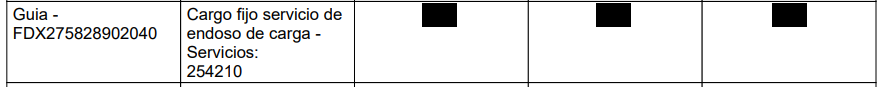 Guia -
FDX275828902040
Cargo fijo servicio de
endoso de carga -
Servicios:
254210